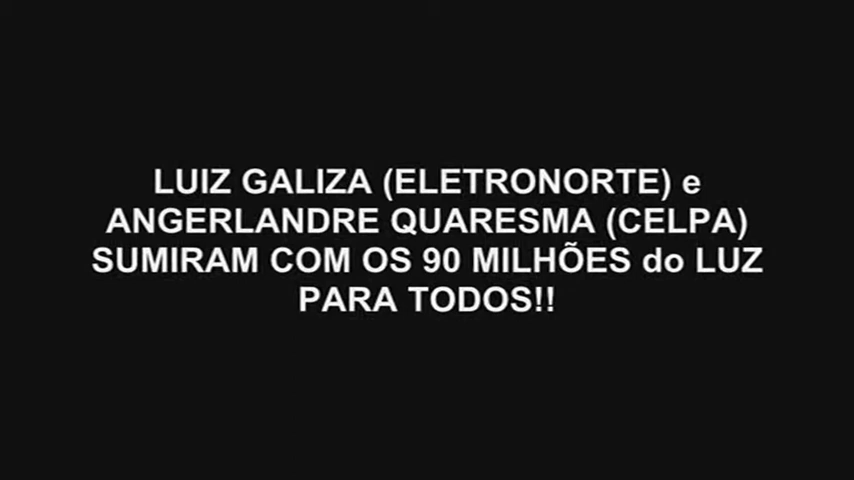 LUIZ GALIZA (ELETRONORTE) e
ANGERLANDRE QUARESMA (CELPA)
SUMIRAM COM OS 90 MILHÕES do LUZ
PARA TODOS!!